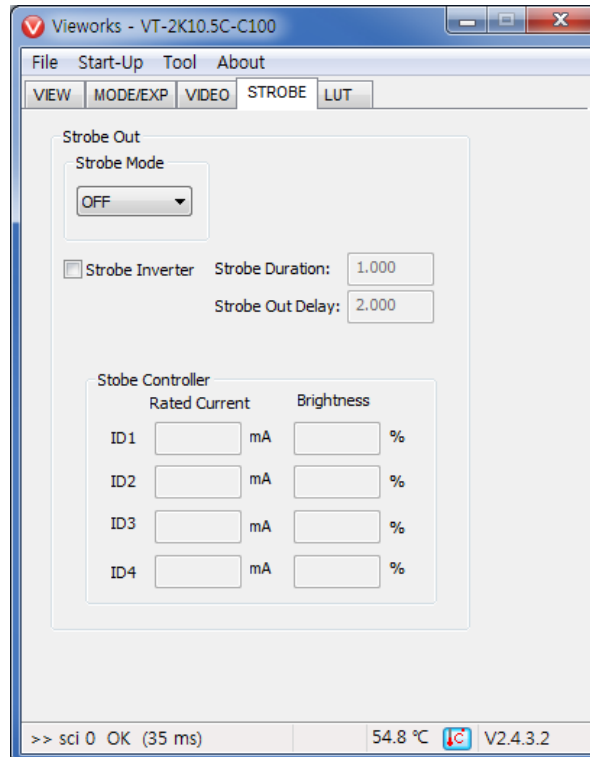 Vieworks - VT-2K10.5C-C100
File Start-Up Tool About
VIEW MODE/EXP VIDEO STROBE LUT
Strobe Out
Strobe Mode
OFF
Strobe Inverter Strobe Duration: 1.000
Strobe Out Delay: 2.000
Stobe Controller
Rated Current Brightness
ID1 mA %
ID2 mA %
ID3 mA %
ID4 mA %
>> sci 0 OK (35 ms) 54.8 ℃ C V2.4.3.2